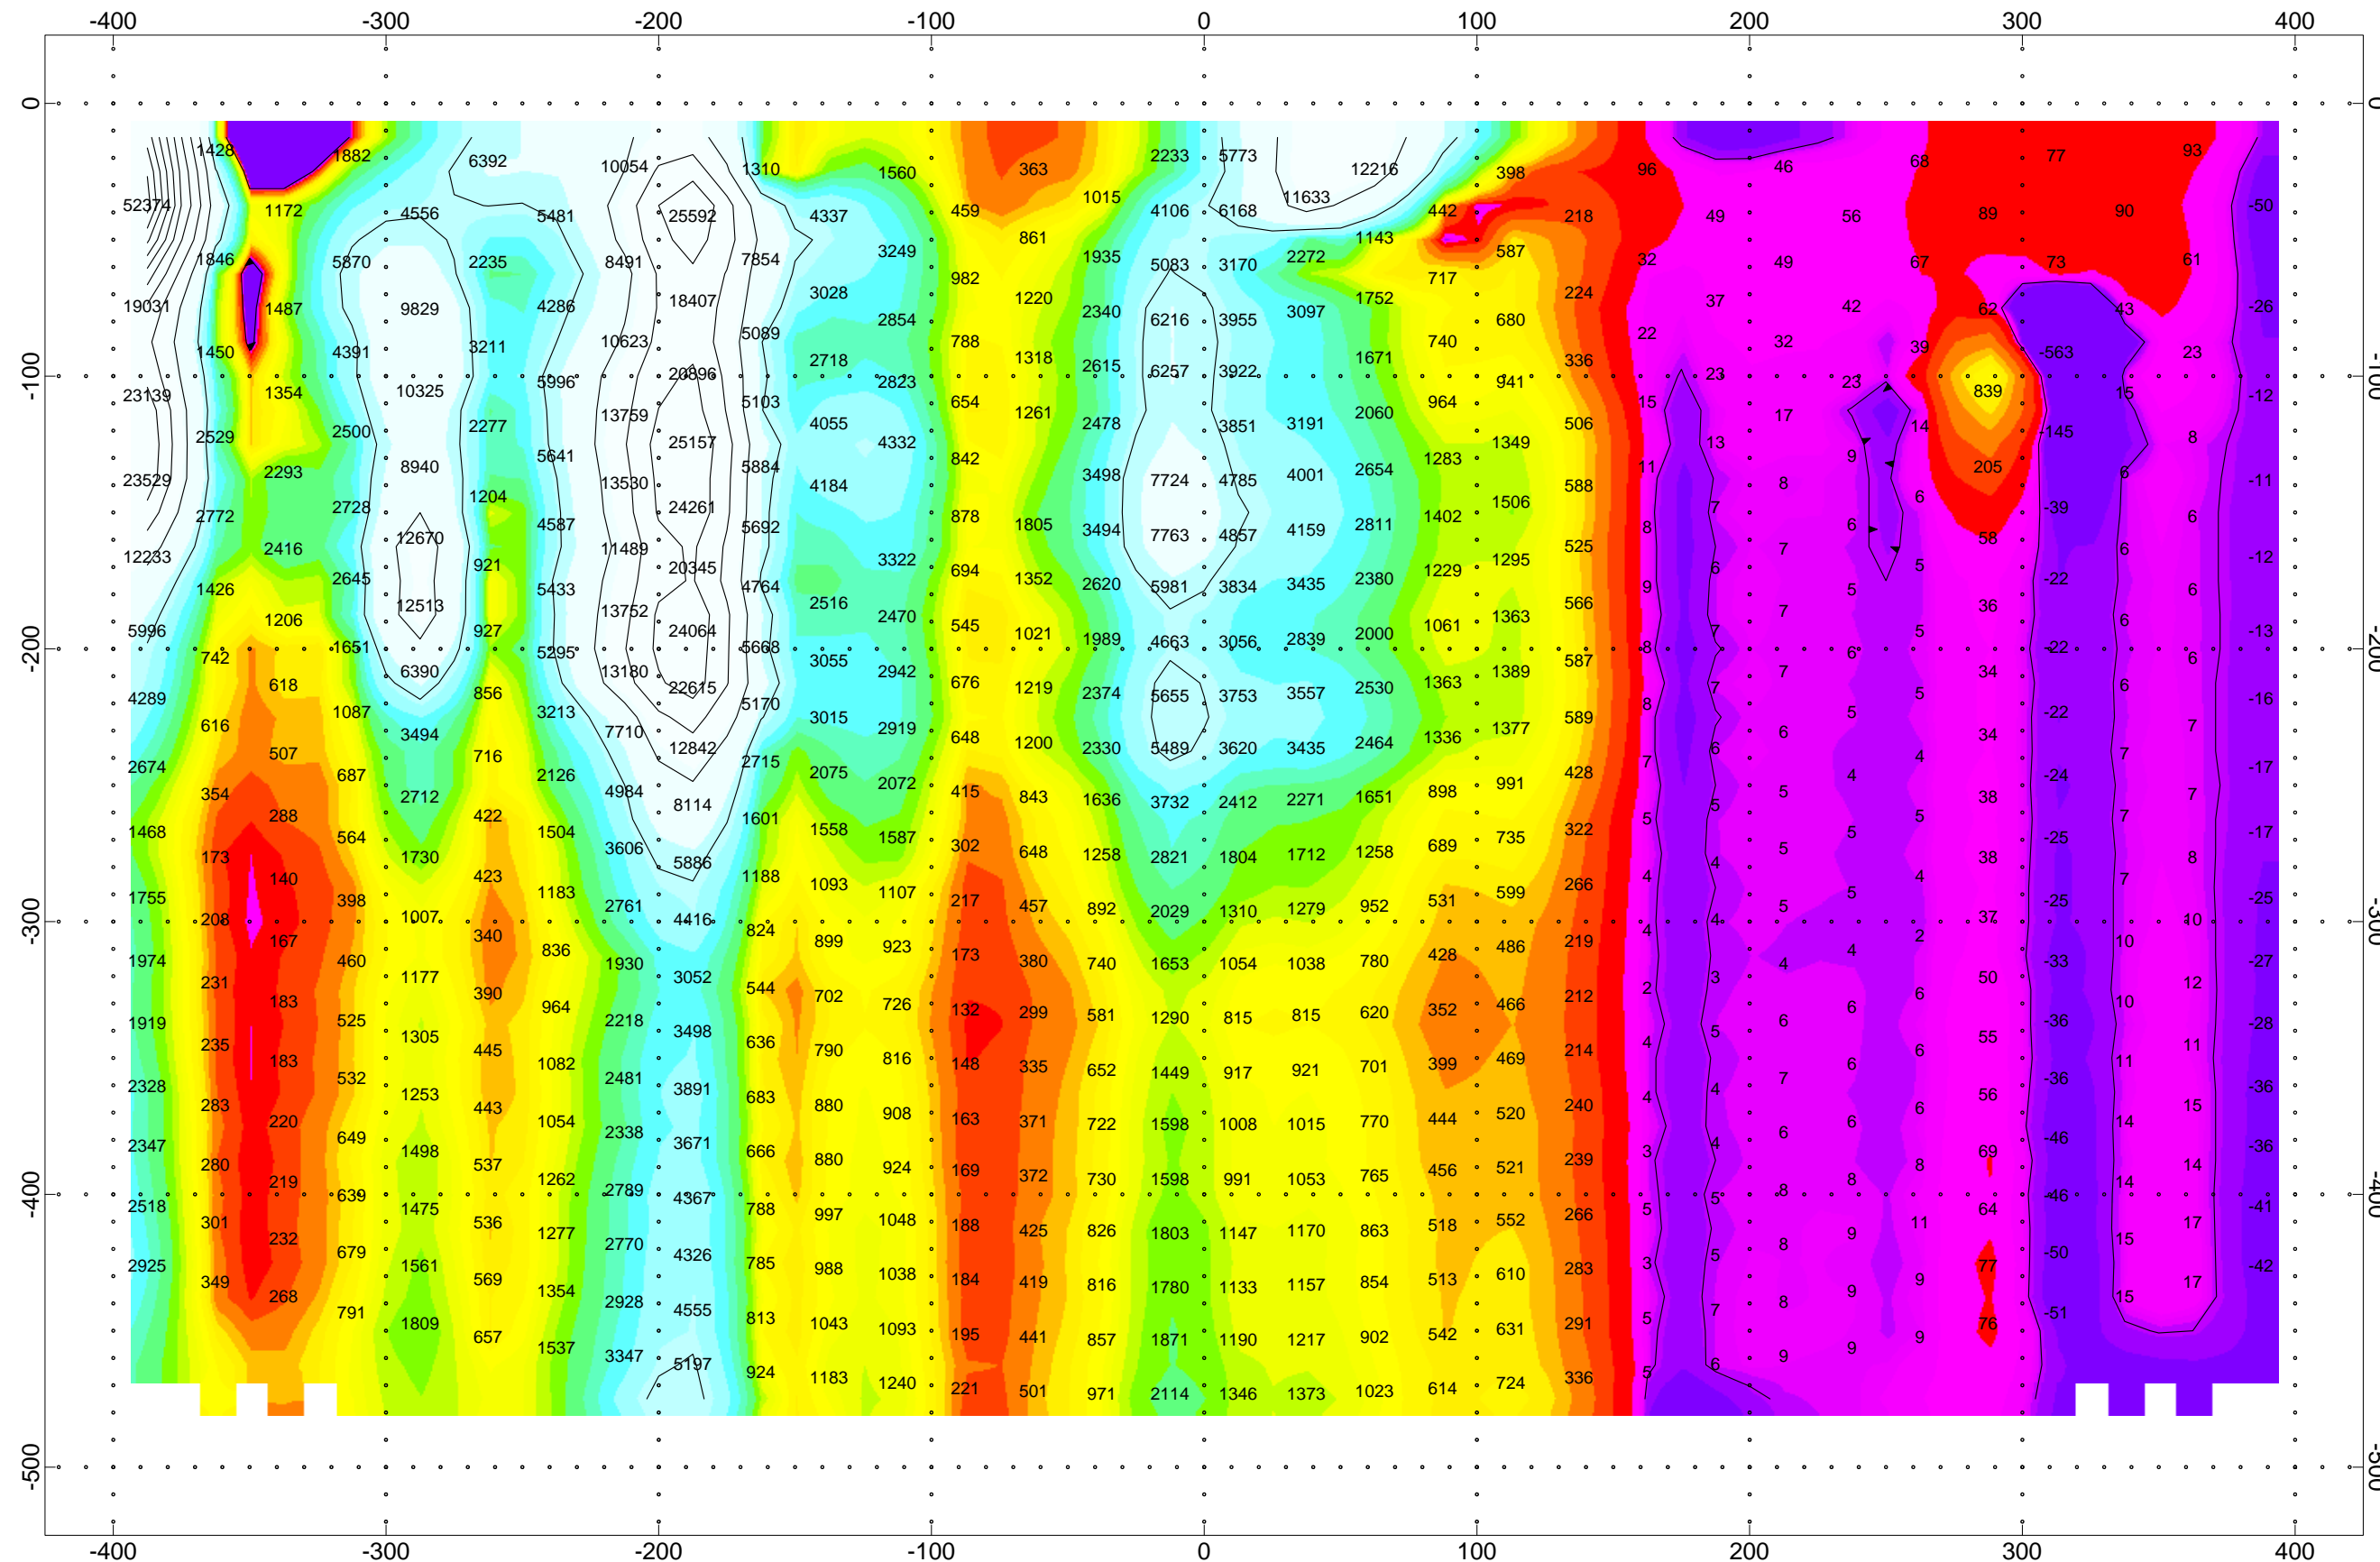 -400 -300 -200 -100 0 100 200 300 400
0 0
1428 1882 6392 10054 1310 1560 363 2233 5773 12216 398 96 46 68 77 93
52374 1172 4556 5481 25592 4337 459 1015 4106 6168 11633 442 218 49 56 89 90 -50
1846 5870 2235 8491 7854 3249 861 1935 5083 3170 2272 1143 587 32 49 67 73 61
19031 1487 9829 4286 18407 3028 982 1220 2340 6216 3955 3097 1752 717 224 37 42 62 43 -26
1450 4391 3211 10623 5089 2854 788 1318 2615 6257 3922 1671 740 680 336 22 32 39 -563 23
-100 -100
23139 1354 10325 5996 20896 2718 2823 654 1261 2478 3851 3191 2060 964 941 506 15 23 17 23 14 839 15 -12
2529 2500 2277 13759 5103 4055 4332 842 1283 1349 13 -145 8
23529 2293 8940 5641 25157 5884 4184 3498 7724 4785 4001 2654 1506 588 11 8 9 6 205 6 -11
2772 2728 1204 13530 24261 5692 878 1805 3494 7763 4857 4159 2811 1402 525 8 7 6 -39 6
12233 2416 12670 4587 11489 20345 3322 694 1352 2620 5981 3834 3435 2380 1229 1295 7 5 58 6 -12
1426 2645 921 5433 4764 2516 566 9 6 5 -22 6
5996 1206 12513 927 13752 24064 2470 545 1021 1989 4663 3056 2839 2000 1061 1363 8 7 7 5 36 6 -13
-200 -200
742 1651 6390 5295 13180 5668 3055 2942 676 1219 1389 587 7 6 34 -22 6
4289 618 856 22615 5170 2374 5655 3753 3557 2530 1363 8 7 5 6 -16
616 1087 3494 3213 7710 12842 3015 2919 648 1200 2330 5489 3620 3435 2464 1336 1377 589 6 6 5 4 34 -22 7 7
2674 507 687 716 2126 4984 2715 2075 2072 428 7 4 -24 -17
354 288 2712 422 8114 1601 415 843 1636 3732 2412 2271 1651 898 991 5 5 5 38 7 7
1468 564 1730 1504 3606 5886 1558 1587 302 648 1258 2821 1804 1712 1258 689 735 322 5 4 5 5 38 -25 8 -17
173 140 423 1183 1188 1093 1107 266 4 4 7
1755 398 1007 2761 4416 217 457 892 2029 1310 1279 952 531 599 4 5 5 37 -25 10 -25
-300 -300
208 167 340 836 824 899 923 219 4 2 10
1974 460 1177 1930 3052 173 380 740 1653 1054 1038 780 428 486 3 4 4 50 -33 12 -27
231 183 390 964 544 702 726 132 299 352 466 212 2 6 6 10
1919 525 1305 2218 3498 636 581 1290 815 815 620 4 5 6 55 -36 -28
235 183 445 1082 790 816 148 335 399 469 214 6 6 11 11
2328 532 1253 2481 3891 683 652 1449 917 921 701 4 4 7 56 -36 -36
283 220 443 1054 880 908 163 371 722 1598 1008 1015 770 444 520 240 6 6 14 15
2347 649 1498 2338 3671 666 3 4 6 69 -46 -36
280 219 537 1262 880 924 169 372 730 1598 991 1053 765 456 521 239 8 8 14 14
-400 -400
2518 639 1475 2789 4367 788 5 5 8 64 -46 -41
301 232 536 1277 997 1048 188 425 826 1803 1147 1170 863 518 552 266 9 11 15 17
2925 679 1561 2770 4326 785 3 5 8 77 -50 -42
349 268 569 1354 988 1038 184 419 816 1780 1133 1157 854 513 610 283 9 9 15 17
791 1809 2928 4555 813 5 7 8 76 -51
657 1537 1043 1093 195 441 857 1871 1190 1217 902 542 631 291 9 9
3347 5197 924 1183 1240 221 501 971 2114 1346 1373 1023 614 724 336 5 6 9
-500 -500
-400 -300 -200 -100 0 100 200 300 400